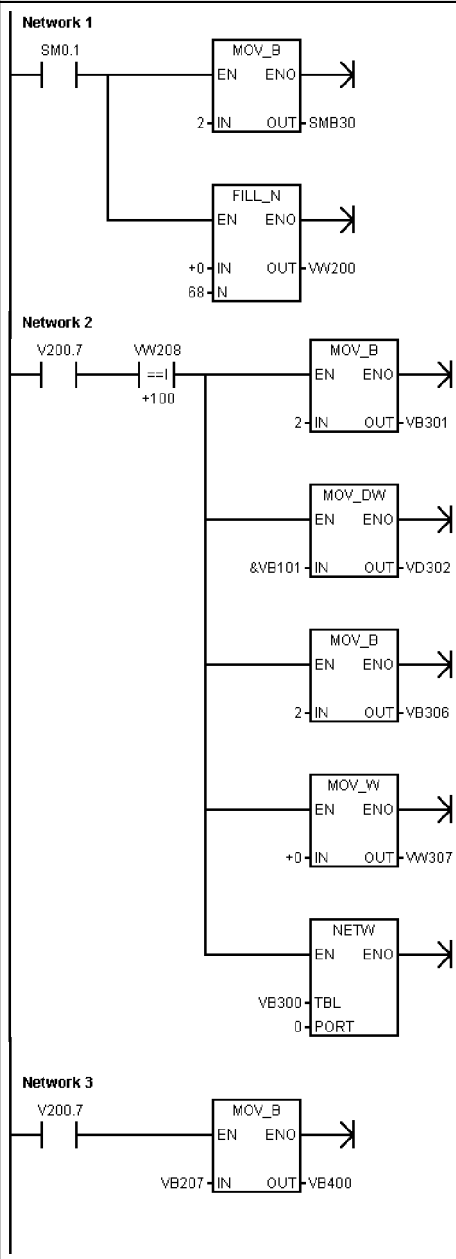 Network 1
SM0.1
MOV_B
EN ENO
2 IN OUT SMB30
FILL_N
EN ENO
+0 IN OUT VW200
68 N
Network 2
V200.7 VW208 MOV_B
==I EN ENO
+100
2 IN OUT VB301
MOV_DW
EN ENO
&VB101 IN OUT VD302
MOV_B
EN ENO
2 IN OUT VB306
MOV_W
EN ENO
+0 IN OUT VW307
NETW
EN ENO
VB300 TBL
0 PORT
Network 3
V200.7 MOV_B
EN ENO
VB207 IN OUT VB400